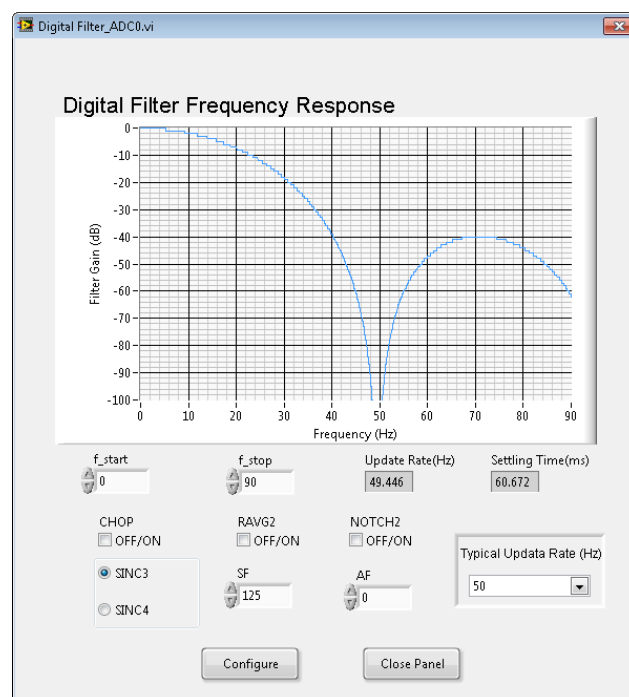 Digital Filter_ADC0.vi
Digital Filter Frequency Response
Filter Gain (dB)
0
-10
-20
-30
-40
-50
-60
-70
-80
-90
-100
0 10 20 30 40 50 60 70 80 90
Frequency (Hz)
f_start f_stop Update Rate(Hz) Settling Time(ms)
0 90 49.446 60.672
CHOP RAVG2 NOTCH2
OFF/ON OFF/ON OFF/ON
Typical Updata Rate (Hz)
SINC3 SF AF
50
125 0
SINC4
Configure Close Panel